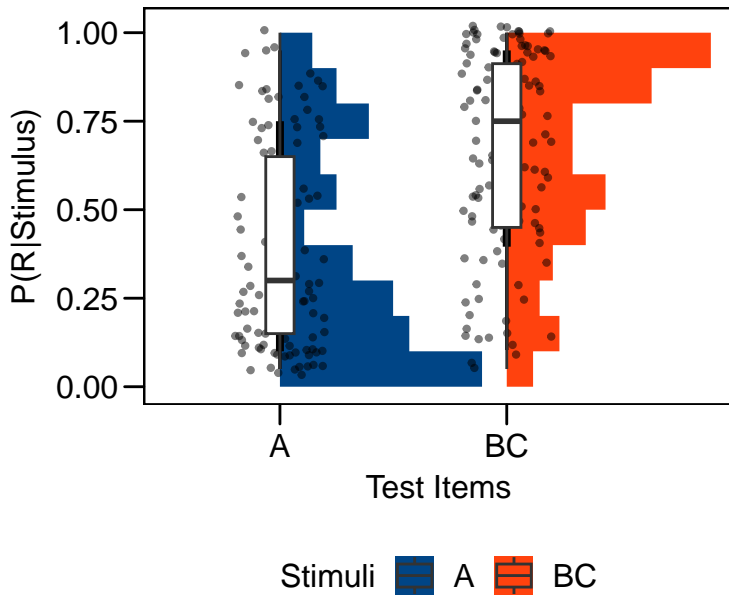 P(R|Stimulus)
1.00
0.75
0.50
0.25
0.00
A BC
Test Items
Stimuli A BC